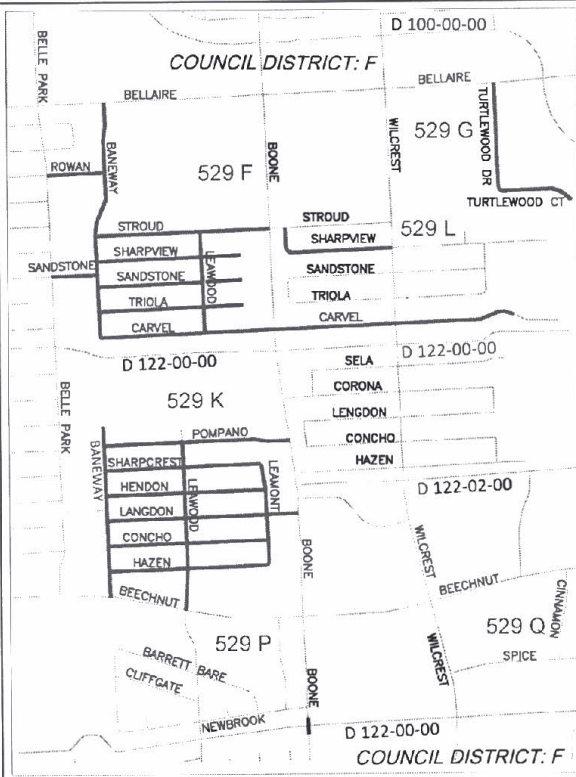 D 100-00-00
COUNCIL DISTRICT: F
BELLE PARK
BELLAIRE
BELLAIRE
BANEWAY
529 F
BOONE
WILCREST
529 G
TURTLEWOOD DR
ROWAN
TURTLEWOOD CT
STROUD
STROUD
529 L
SHARPVIEW
SHARPVIEW
LEAWOOD
SANDSTONE
SANDSTONE
SANDSTONE
TRIOLA
TRIOLA
CARVEL
CARVEL
D 122-00-00
D 122-00-00
SELA
BELLE PARK
529 K
CORONA
LENGDON
POMPANO
CONCHO
BANEWAY
SHARPCREST
HAZEN
HENDON
LEAWOOD
LEAMONT
D 122-02-00
LANGDON
CONCHO
BOONE
WILCREST
HAZEN
BEECHNUT
BEECHNUT
CINNAMON
529 P
529 Q
BARRETT BARE
WILCREST
SPICE
CLIFFGATE
BOONE
NEWBROOK
D 122-00-00
COUNCIL DISTRICT: F